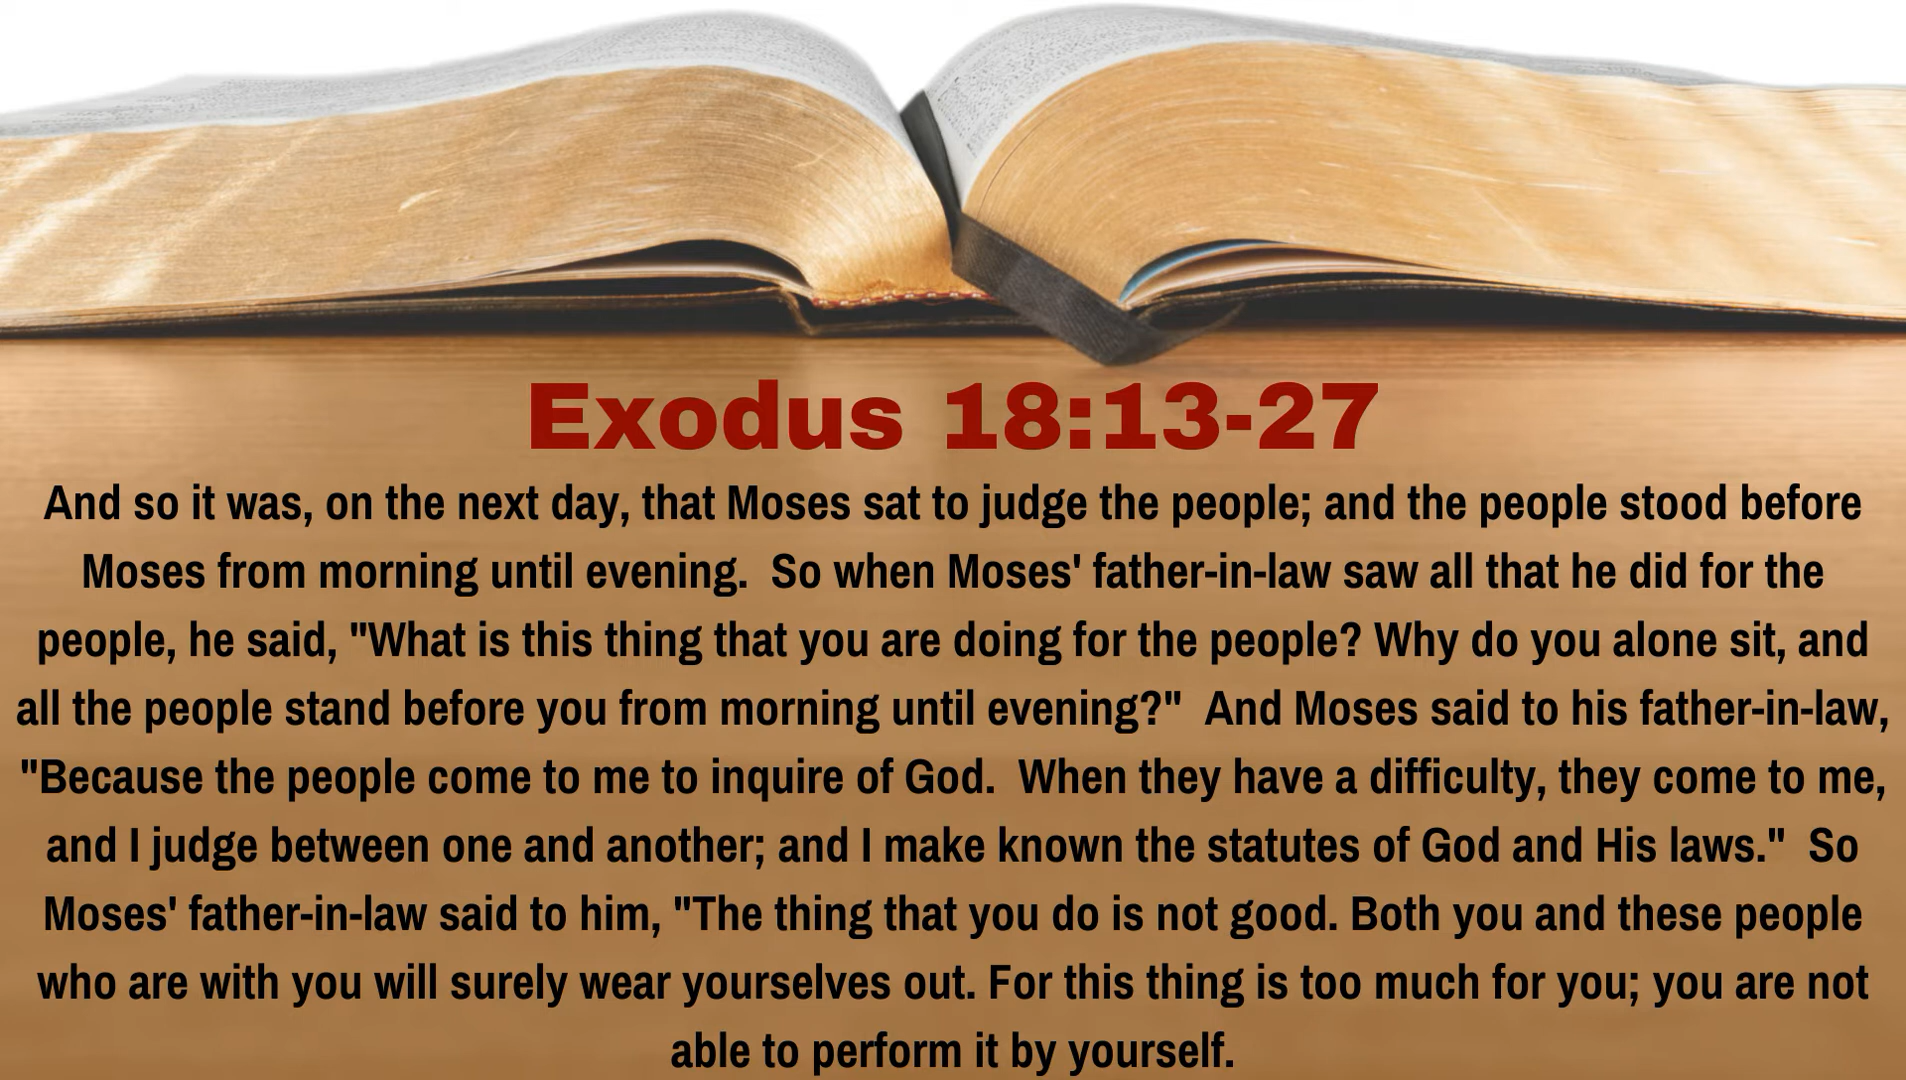 Exodus 18:13-27
And so it was, on the next day, that Moses sat to judge the people; and the people stood before
Moses from morning until evening.  So when Moses' father-in-law saw all that he did for the
people, he said, "What is this thing that you are doing for the people? Why do you alone sit, and
all the people stand before you from morning until evening?"  And Moses said to his father-in-law,
"Because the people come to me to inquire of God.  When they have a difficulty, they come to me,
and I judge between one and another; and I make known the statutes of God and His laws."  So
Moses' father-in-law said to him, "The thing that you do is not good. Both you and these people
who are with you will surely wear yourselves out. For this thing is too much for you; you are not
able to perform it by yourself.